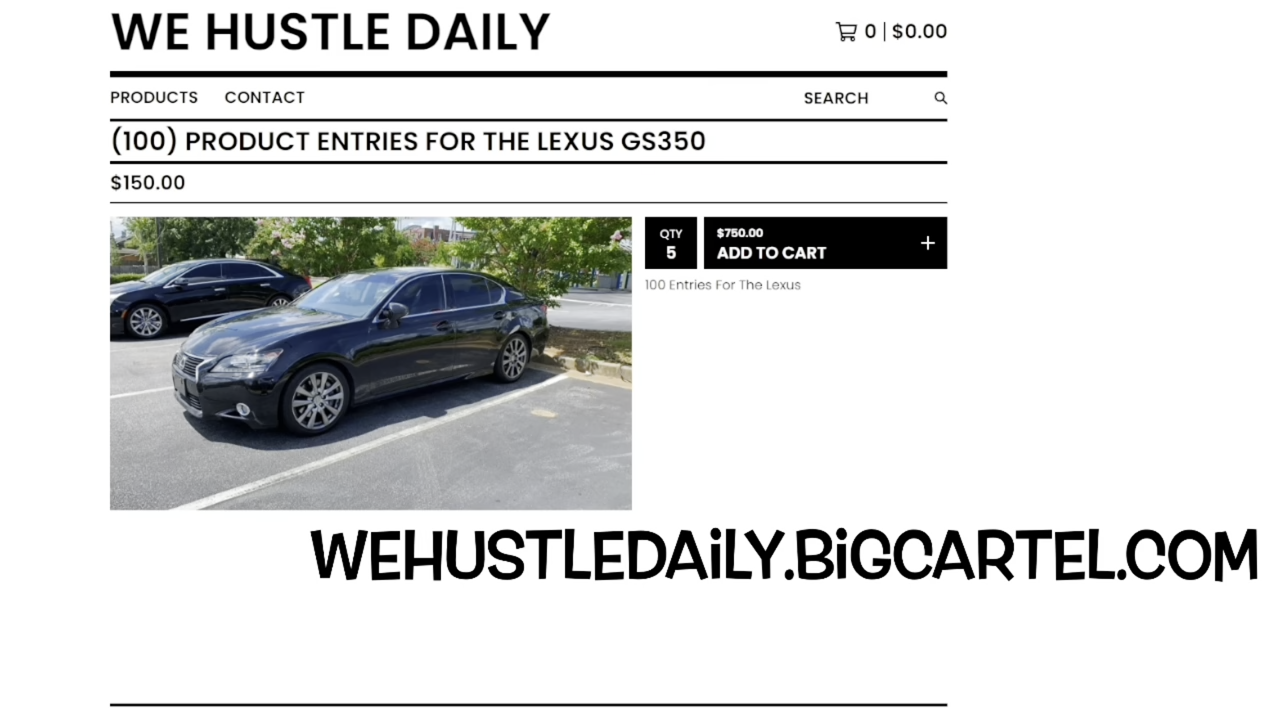 WE HUSTLE DAILY
0 | $0.00
PRODUCTS CONTACT
SEARCH
(100) PRODUCT ENTRIES FOR THE LEXUS GS350
$150.00
QTY
5
$750.00
ADD TO CART
100 Entries For The Lexus
WEHUSTLEDAiLY.BiGCARTEL.COM